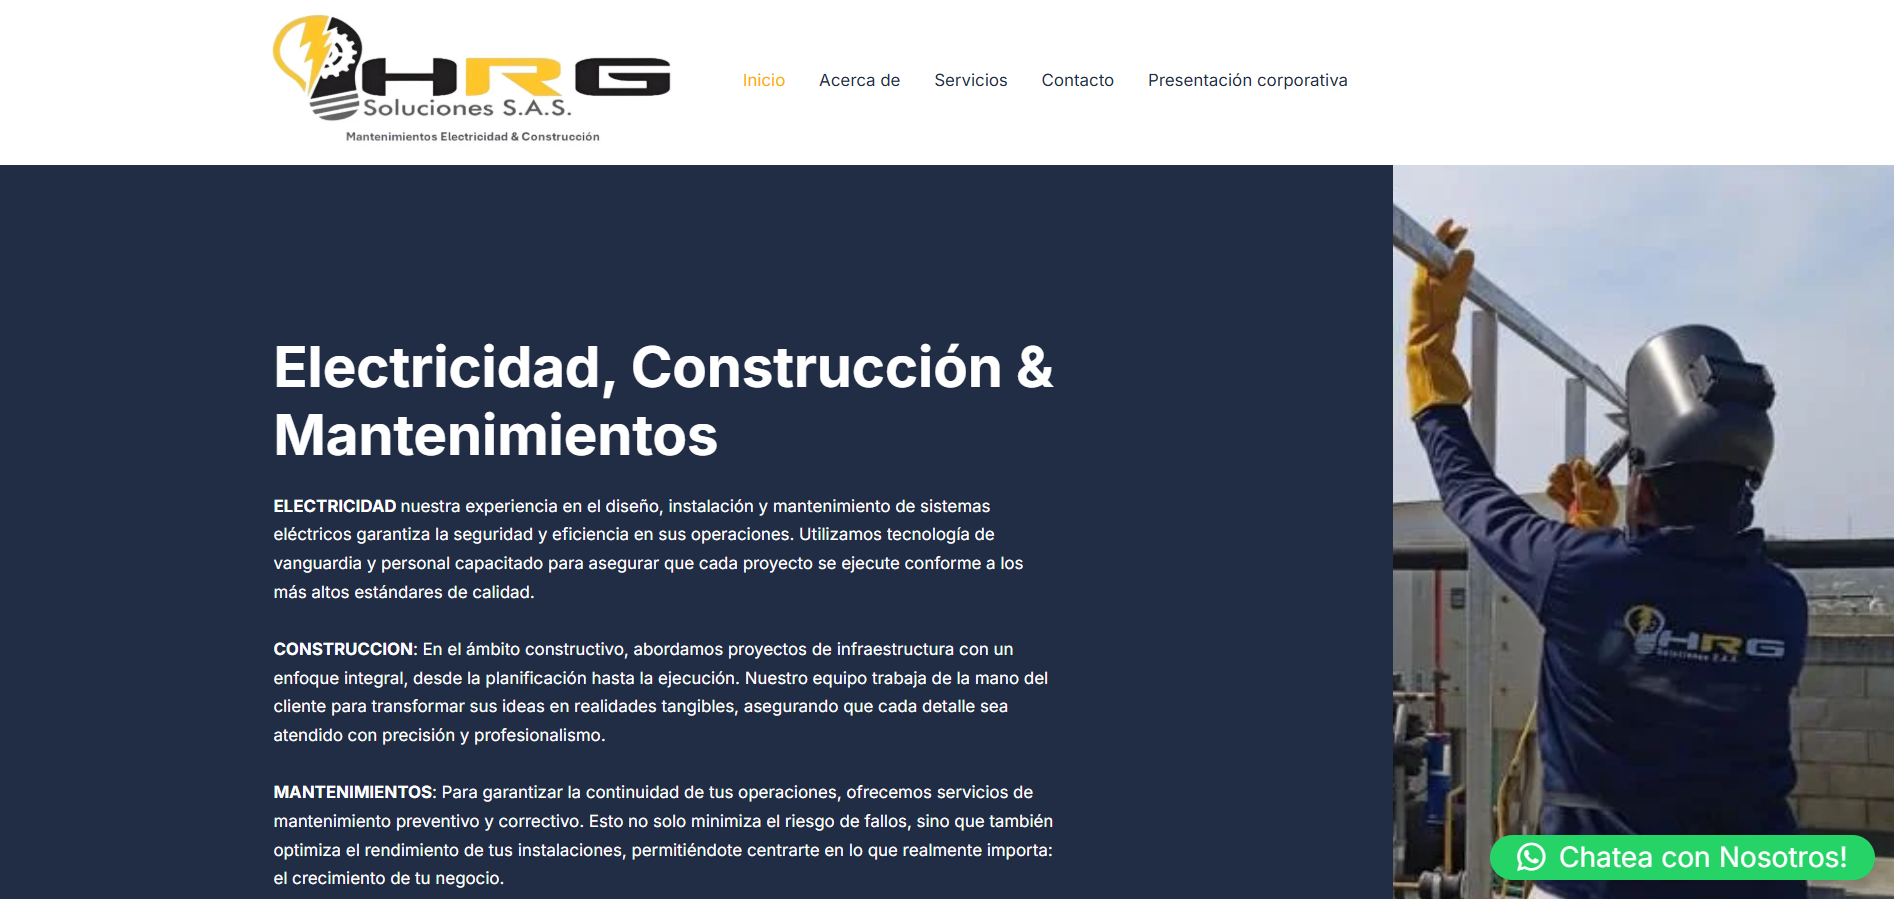 HRG
Soluciones S.A.S.
Mantenimientos Electricidad & Construcción
Inicio Acerca de Servicios Contacto Presentación corporativa
Electricidad, Construcción &
Mantenimientos
ELECTRICIDAD nuestra experiencia en el diseño, instalación y mantenimiento de sistemas
eléctricos garantiza la seguridad y eficiencia en sus operaciones. Utilizamos tecnología de
vanguardia y personal capacitado para asegurar que cada proyecto se ejecute conforme a los
más altos estándares de calidad.
CONSTRUCCION: En el ámbito constructivo, abordamos proyectos de infraestructura con un
enfoque integral, desde la planificación hasta la ejecución. Nuestro equipo trabaja de la mano del
cliente para transformar sus ideas en realidades tangibles, asegurando que cada detalle sea
atendido con precisión y profesionalismo.
MANTENIMIENTOS: Para garantizar la continuidad de tus operaciones, ofrecemos servicios de
mantenimiento preventivo y correctivo. Esto no solo minimiza el riesgo de fallos, sino que también
optimiza el rendimiento de tus instalaciones, permitiéndote centrarte en lo que realmente importa:
el crecimiento de tu negocio.
HRG
Soluciones S.A.S.
Chatea con Nosotros!